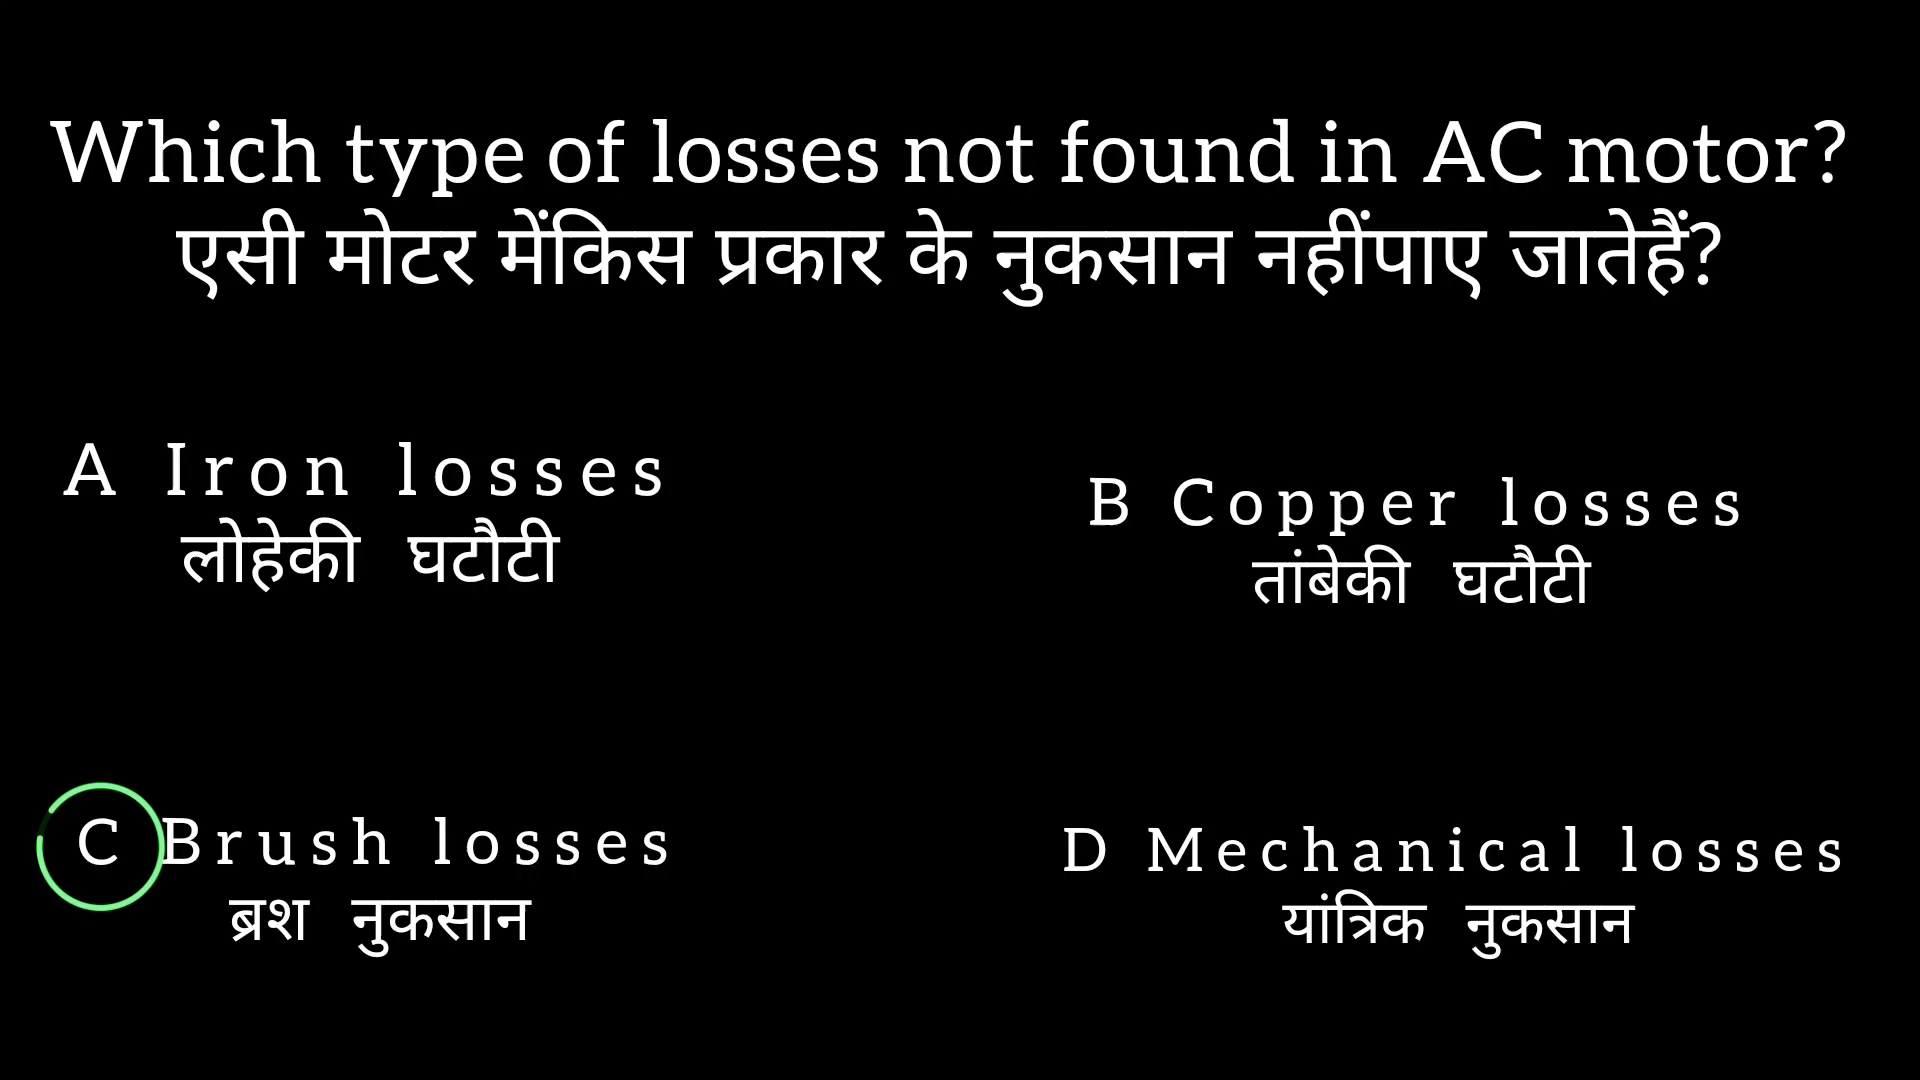 Which type of losses not found in AC motor?
एसी मोटर मेंकिस प्रकार के नुकसान नहींपाए जातेहैं?
A Iron losses
लोहेकी घटौटी
B Copper losses
तांबेकी घटौटी
C Brush losses
ब्रश नुकसान
D Mechanical losses
यांत्रिक नुकसान